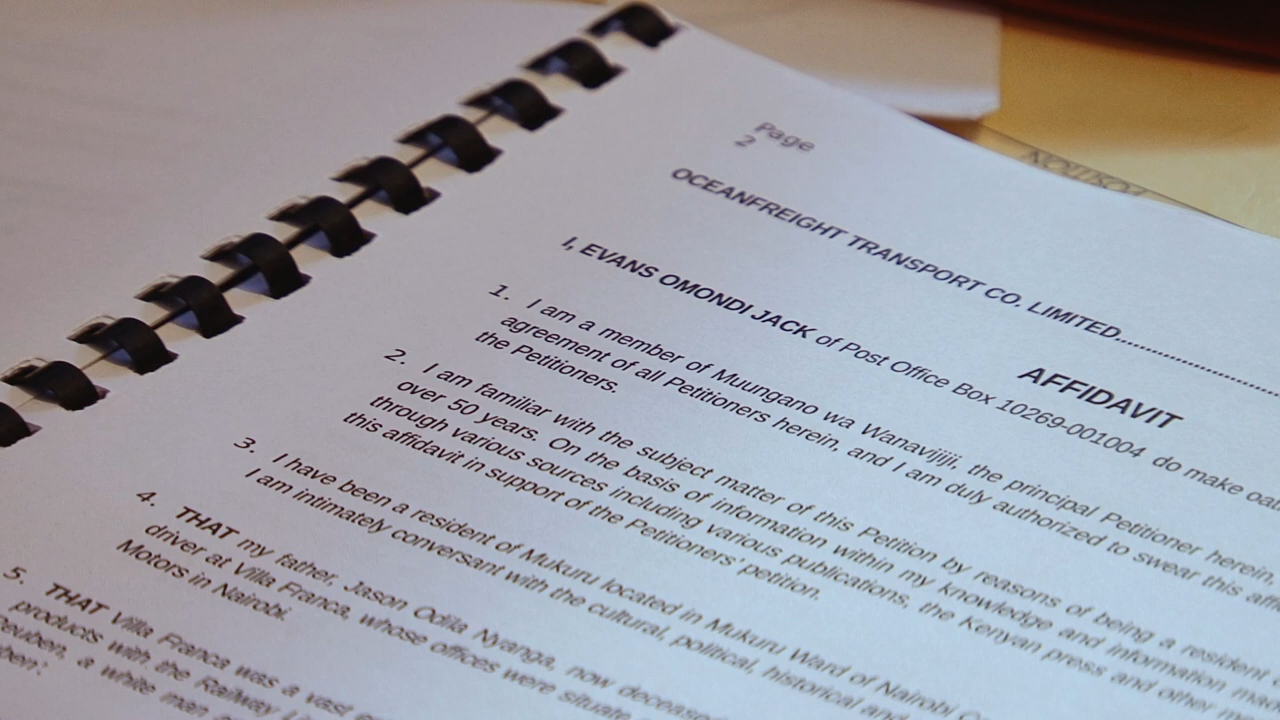 Page
2
OCEANFREIGHT TRANSPORT CO. LIMITED..............................
AFFIDAVIT
I, EVANS OMONDI JACK of Post Office Box 10269-001004 do make
1. I am a member of Muungano wa Wanavijiji, the principal Petitioner herein,
agreement of all Petitioners herein, and I am duly authorized to swear this
the Petitioners.
2. I am familiar with the subject matter of this Petition by reasons of being a resident
over 50 years. On the basis of information within my knowledge and information
through various sources including various publications, the Kenyan press and other
this affidavit in support of the Petitioners' petition.
3. I have been a resident of Mukuru located in Mukuru Ward of Nairobi
I am intimately conversant with the cultural, political, historical and
4. THAT my father, Jason Odila Nyanga, now deceased
driver at Villa Franca, whose offices were situate
Motors in Nairobi.
5. THAT Villa Franca was a vast
products with the Railway
a white man